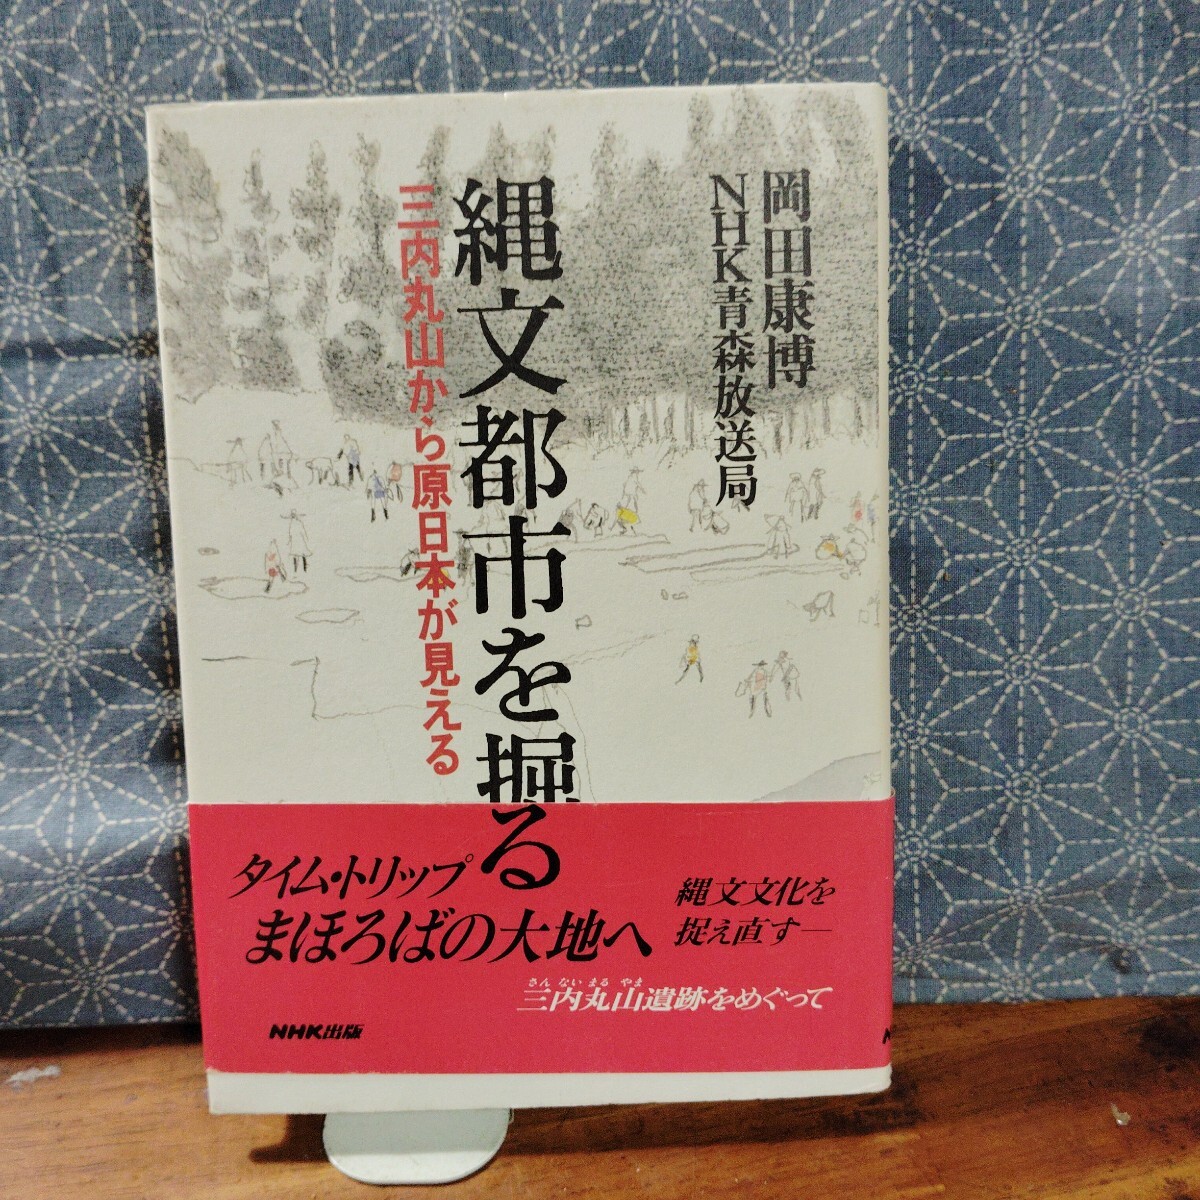 岡田康博
NHK青森放送局
縄文都市を掘る
三内丸山から原日本が見える
タイム・トリップ
まほろばの大地へ
縄文文化を
捉え直す—
さんないまるやま
三内丸山遺跡をめぐって
NHK出版